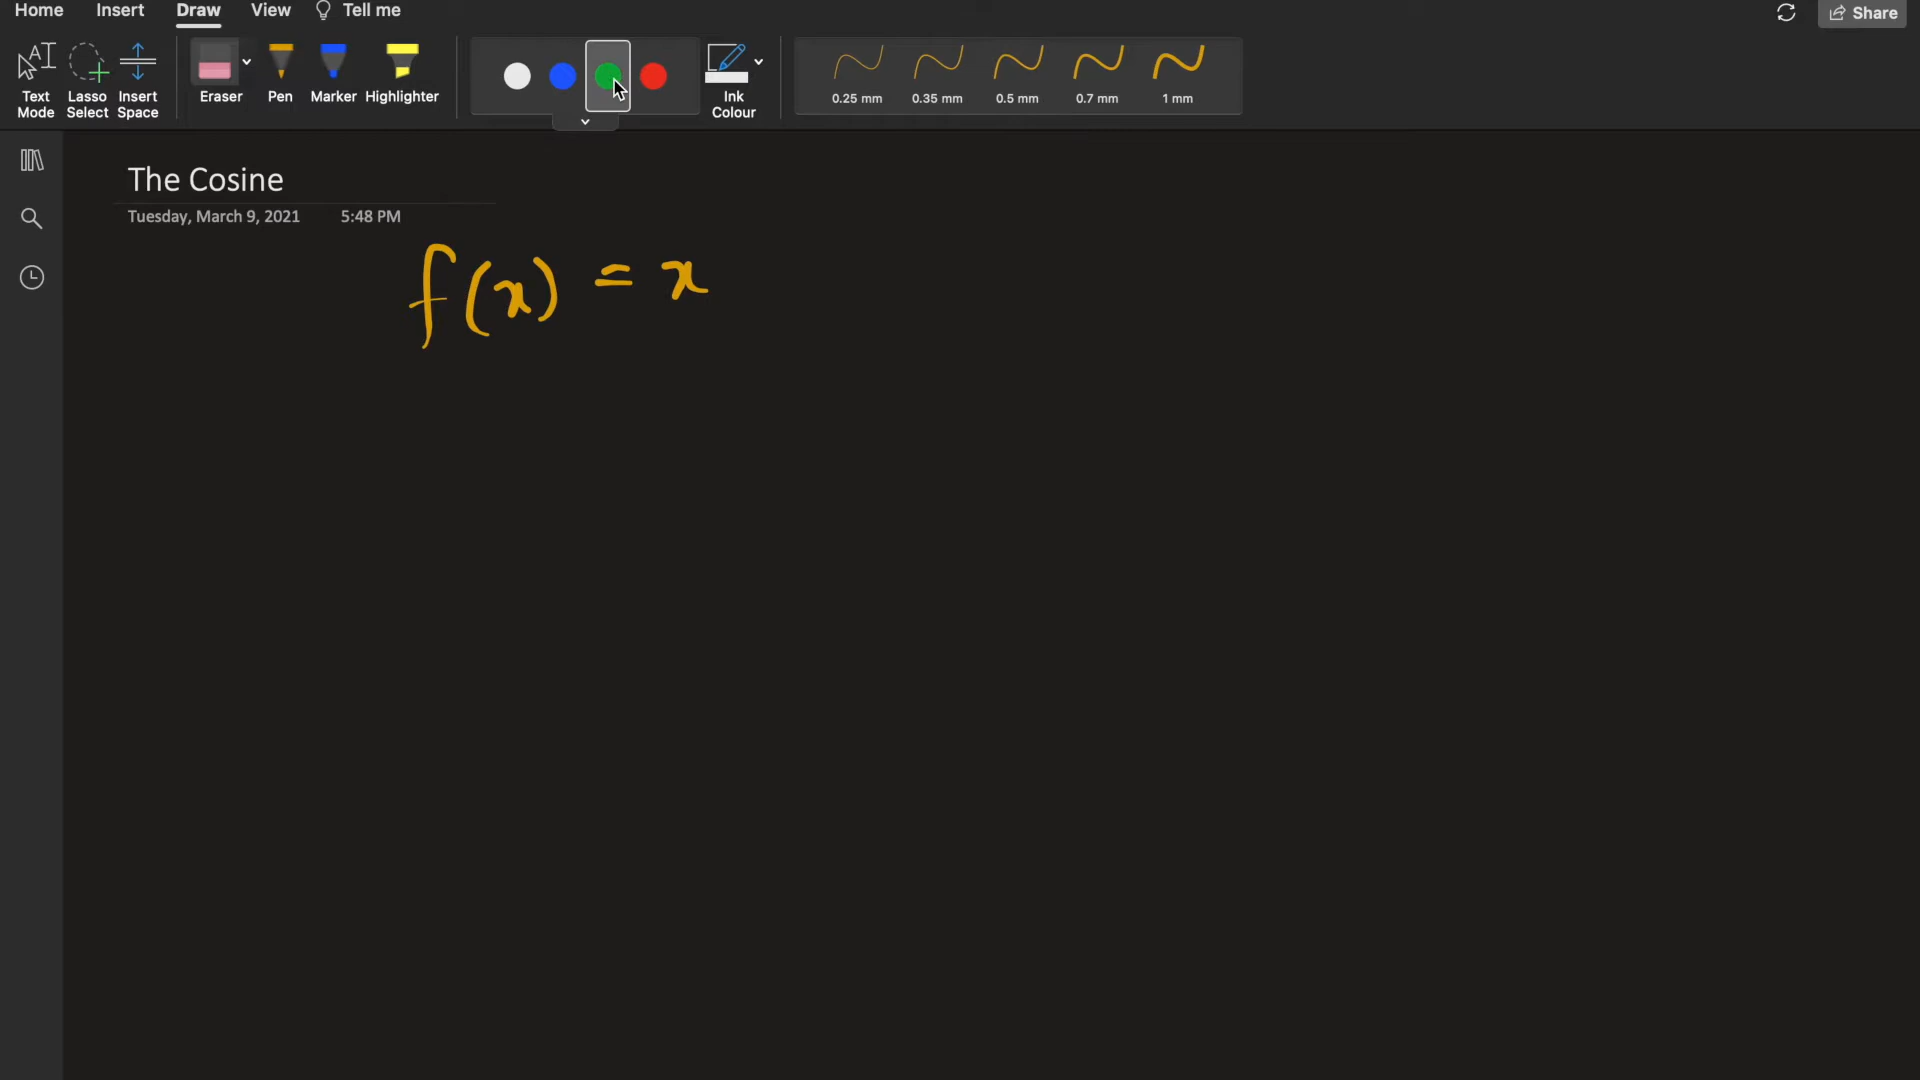 Home Insert Draw View Tell me Share
Text Mode Lasso Select Insert Space Eraser Pen Marker Highlighter Ink Colour 0.25 mm 0.35 mm 0.5 mm 0.7 mm 1 mm
The Cosine
Tuesday, March 9, 2021 5:48 PM
f(x) = x